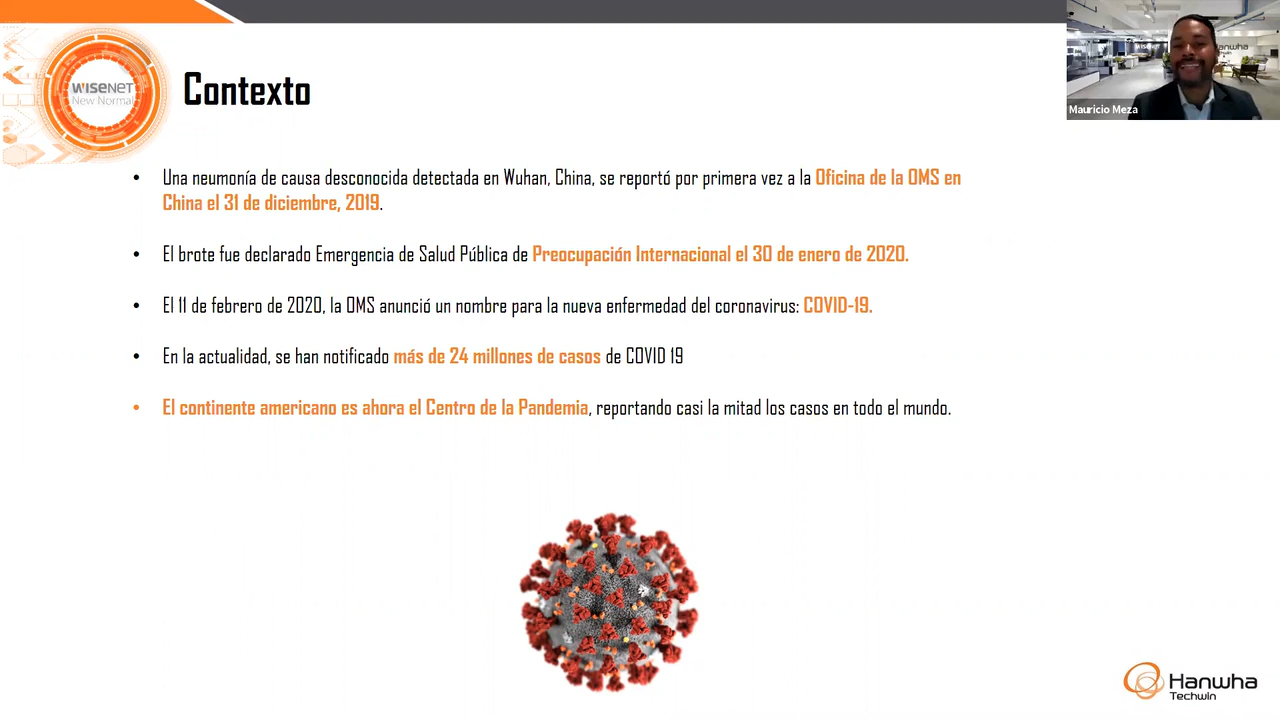 WISENET
New Normal
Contexto
WISENET
Hanwha
Techwin
Mauricio Meza
• Una neumonía de causa desconocida detectada en Wuhan, China, se reportó por primera vez a la Oficina de la OMS en
China el 31 de diciembre, 2019.
• El brote fue declarado Emergencia de Salud Pública de Preocupación Internacional el 30 de enero de 2020.
• El 11 de febrero de 2020, la OMS anunció un nombre para la nueva enfermedad del coronavirus: COVID-19.
• En la actualidad, se han notificado más de 24 millones de casos de COVID 19
• El continente americano es ahora el Centro de la Pandemia, reportando casi la mitad los casos en todo el mundo.
Hanwha
Techwin